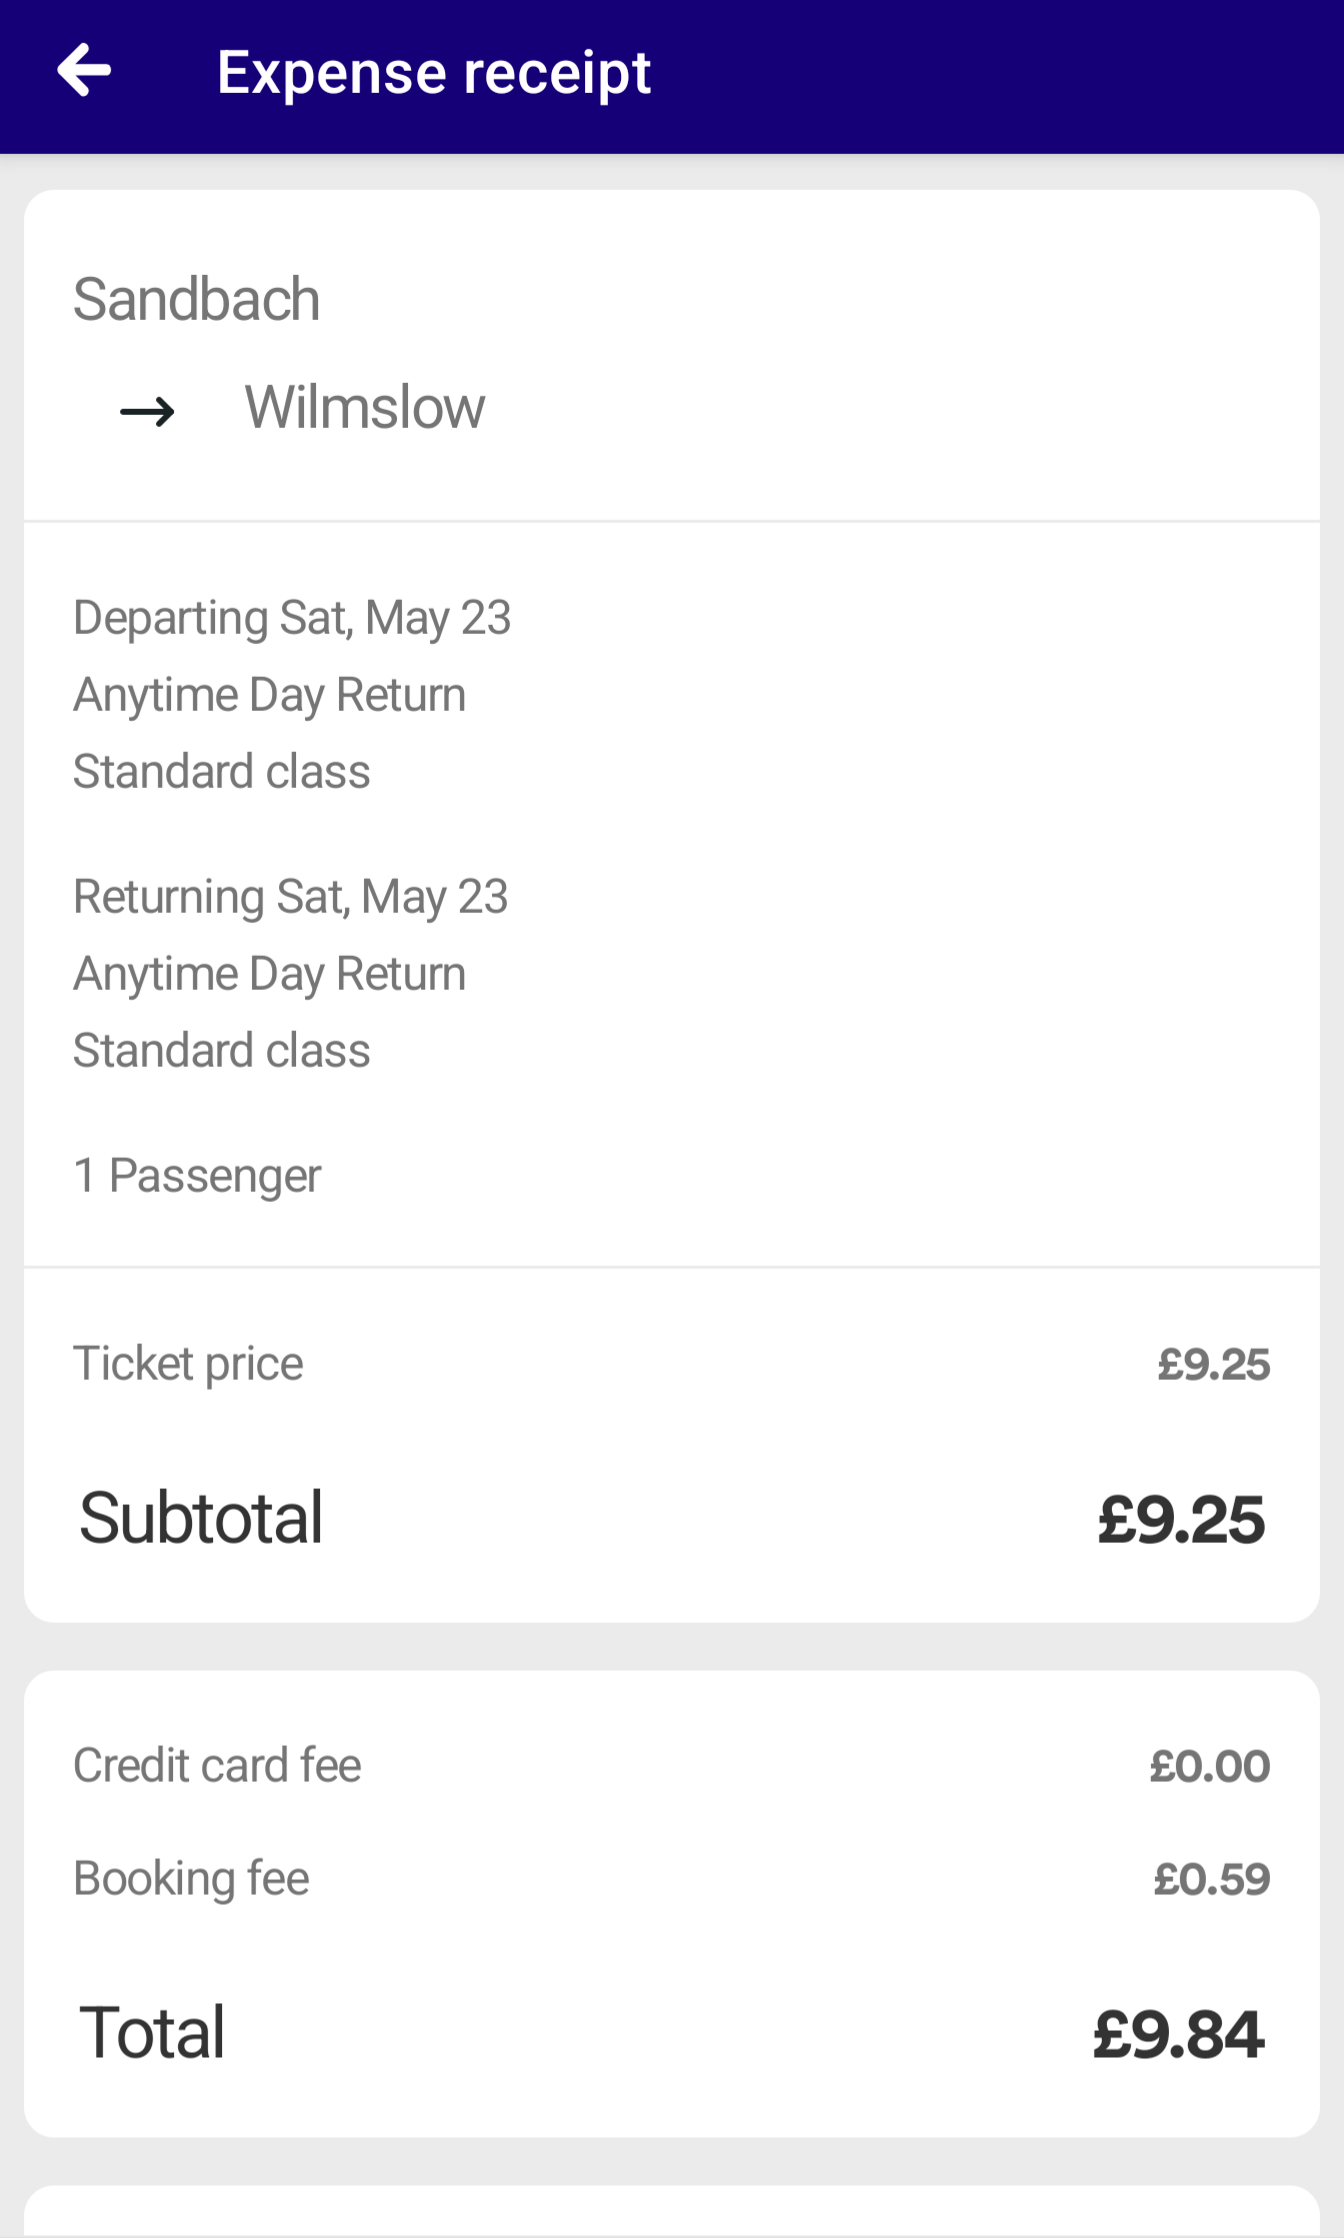 Expense receipt
Sandbach
→ Wilmslow
Departing Sat, May 23
Anytime Day Return
Standard class
Returning Sat, May 23
Anytime Day Return
Standard class
1 Passenger
Ticket price £9.25
Subtotal £9.25
Credit card fee £0.00
Booking fee £0.59
Total £9.84